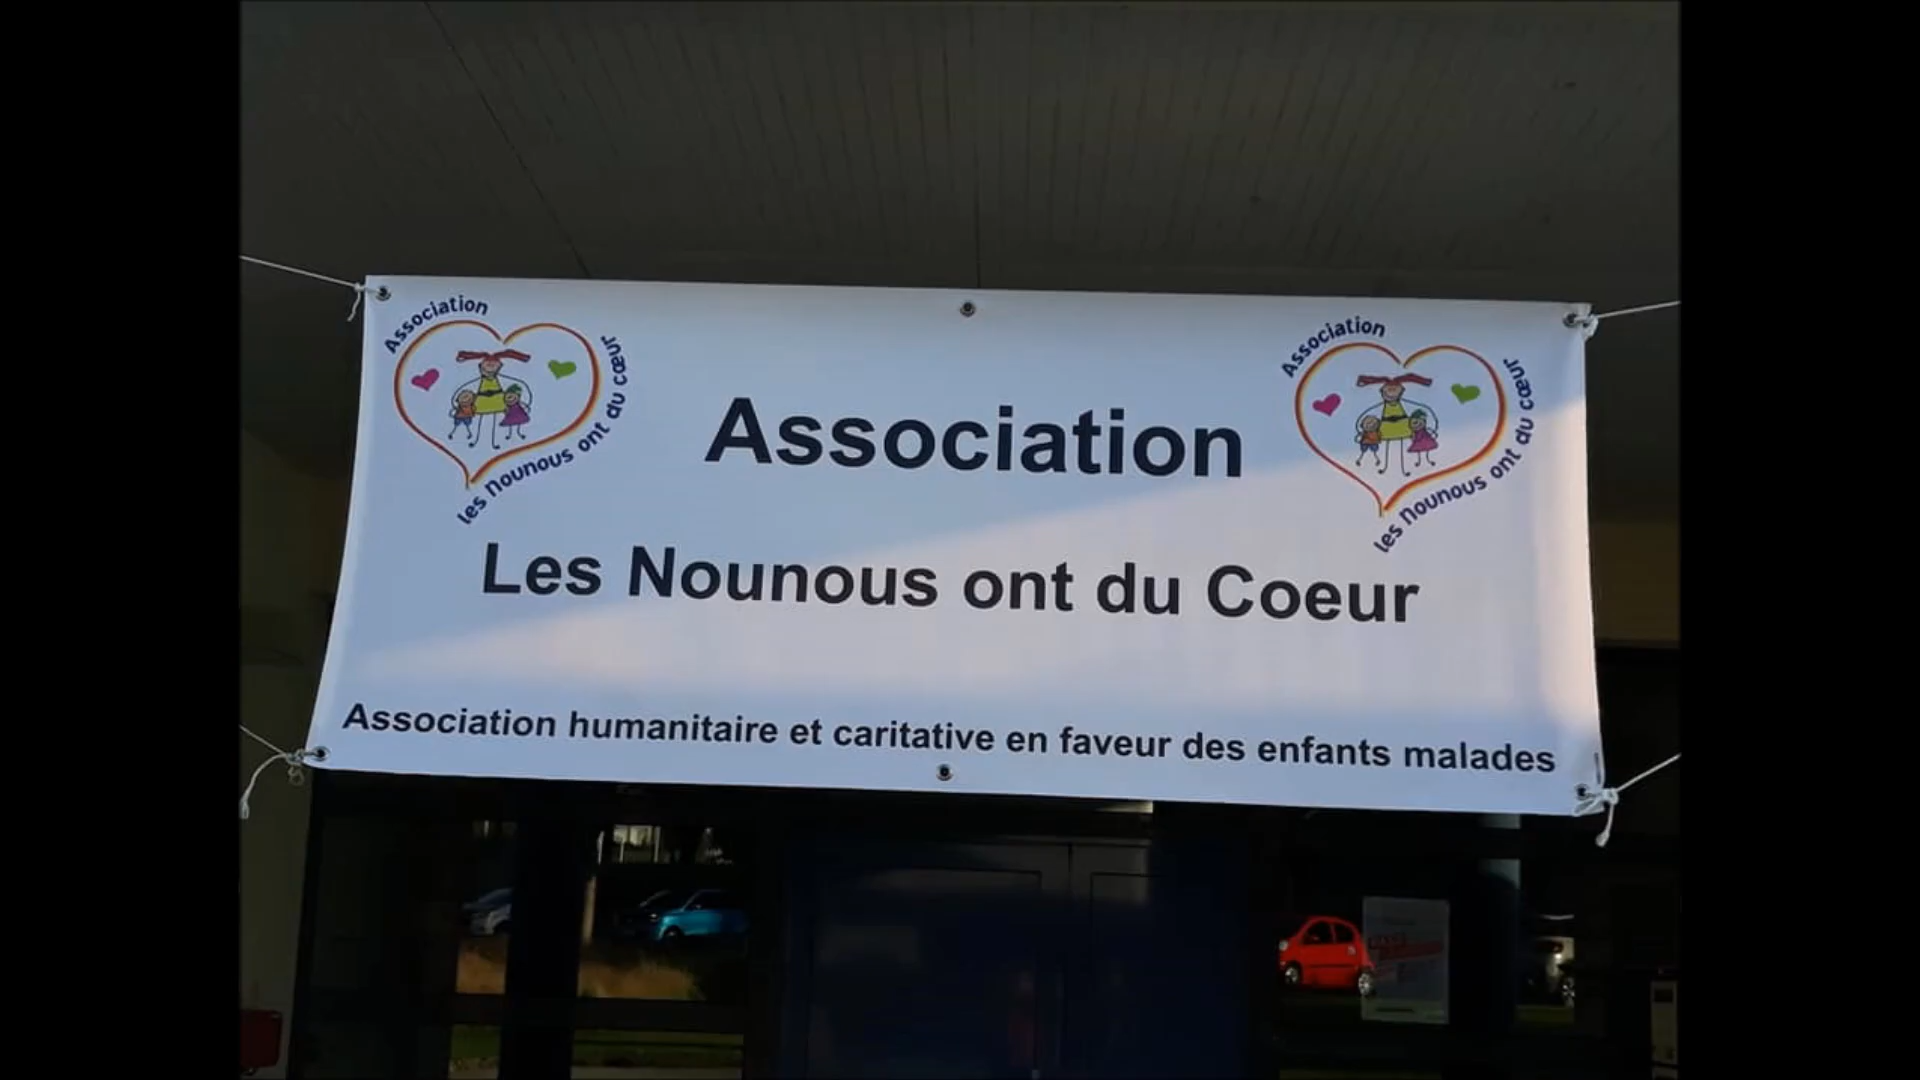 Association
les Nounous ont du cœur
Association
les Nounous ont du cœur
Association
Les Nounous ont du Coeur
Association humanitaire et caritative en faveur des enfants malades